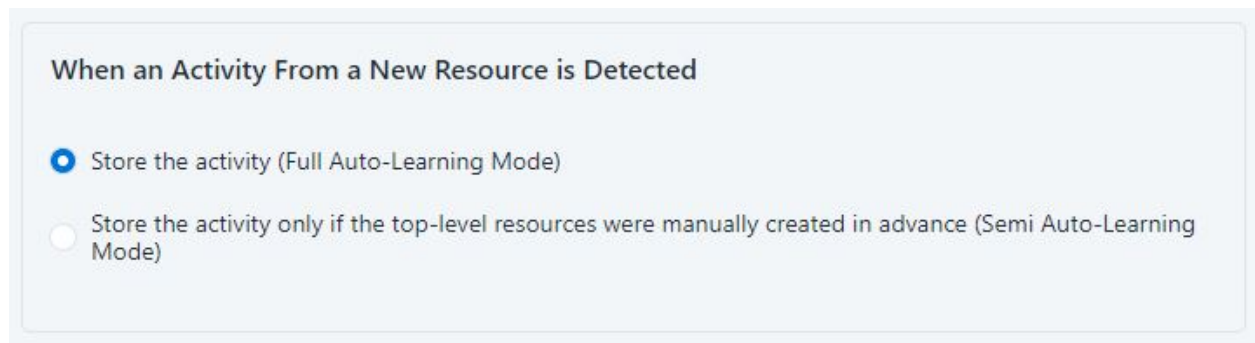 When an Activity From a New Resource is Detected
Store the activity (Full Auto-Learning Mode)
Store the activity only if the top-level resources were manually created in advance (Semi Auto-Learning
Mode)